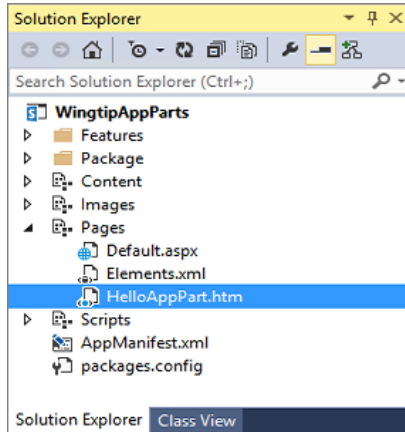 Solution Explorer
Search Solution Explorer (Ctrl+;)
WingtipAppParts
Features
Package
Content
Images
Pages
Default.aspx
Elements.xml
HelloAppPart.htm
Scripts
AppManifest.xml
packages.config
Solution Explorer Class View